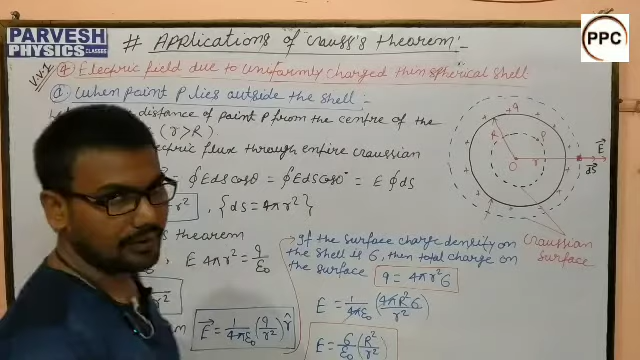 PARVESH
PHYSICS CLASSES
PPC
# Applications of Gauss's theorem :-
V.V.I
Electric field due to uniformly charged thin spherical shell
① When point P lies outside the shell :-
distance of point P from the centre of the
(r > R)
electric flux through entire Gaussian
= ∮Eds cosθ = ∮Eds cos0° = E ∮ds
r² , {ds = 4πr²}
's theorem
E 4πr² = q/ε₀
E⃗ = 1/4πε₀ (q/r²) r̂
If the surface charge density on
the shell is σ, then total charge on
the surface q = 4πr²σ
E = 1/4πε₀ (4πR²σ/r²)
E = σ/ε₀ (R²/r²)
q
R
P
r
O
E⃗
ds⃗
Gaussian
surface